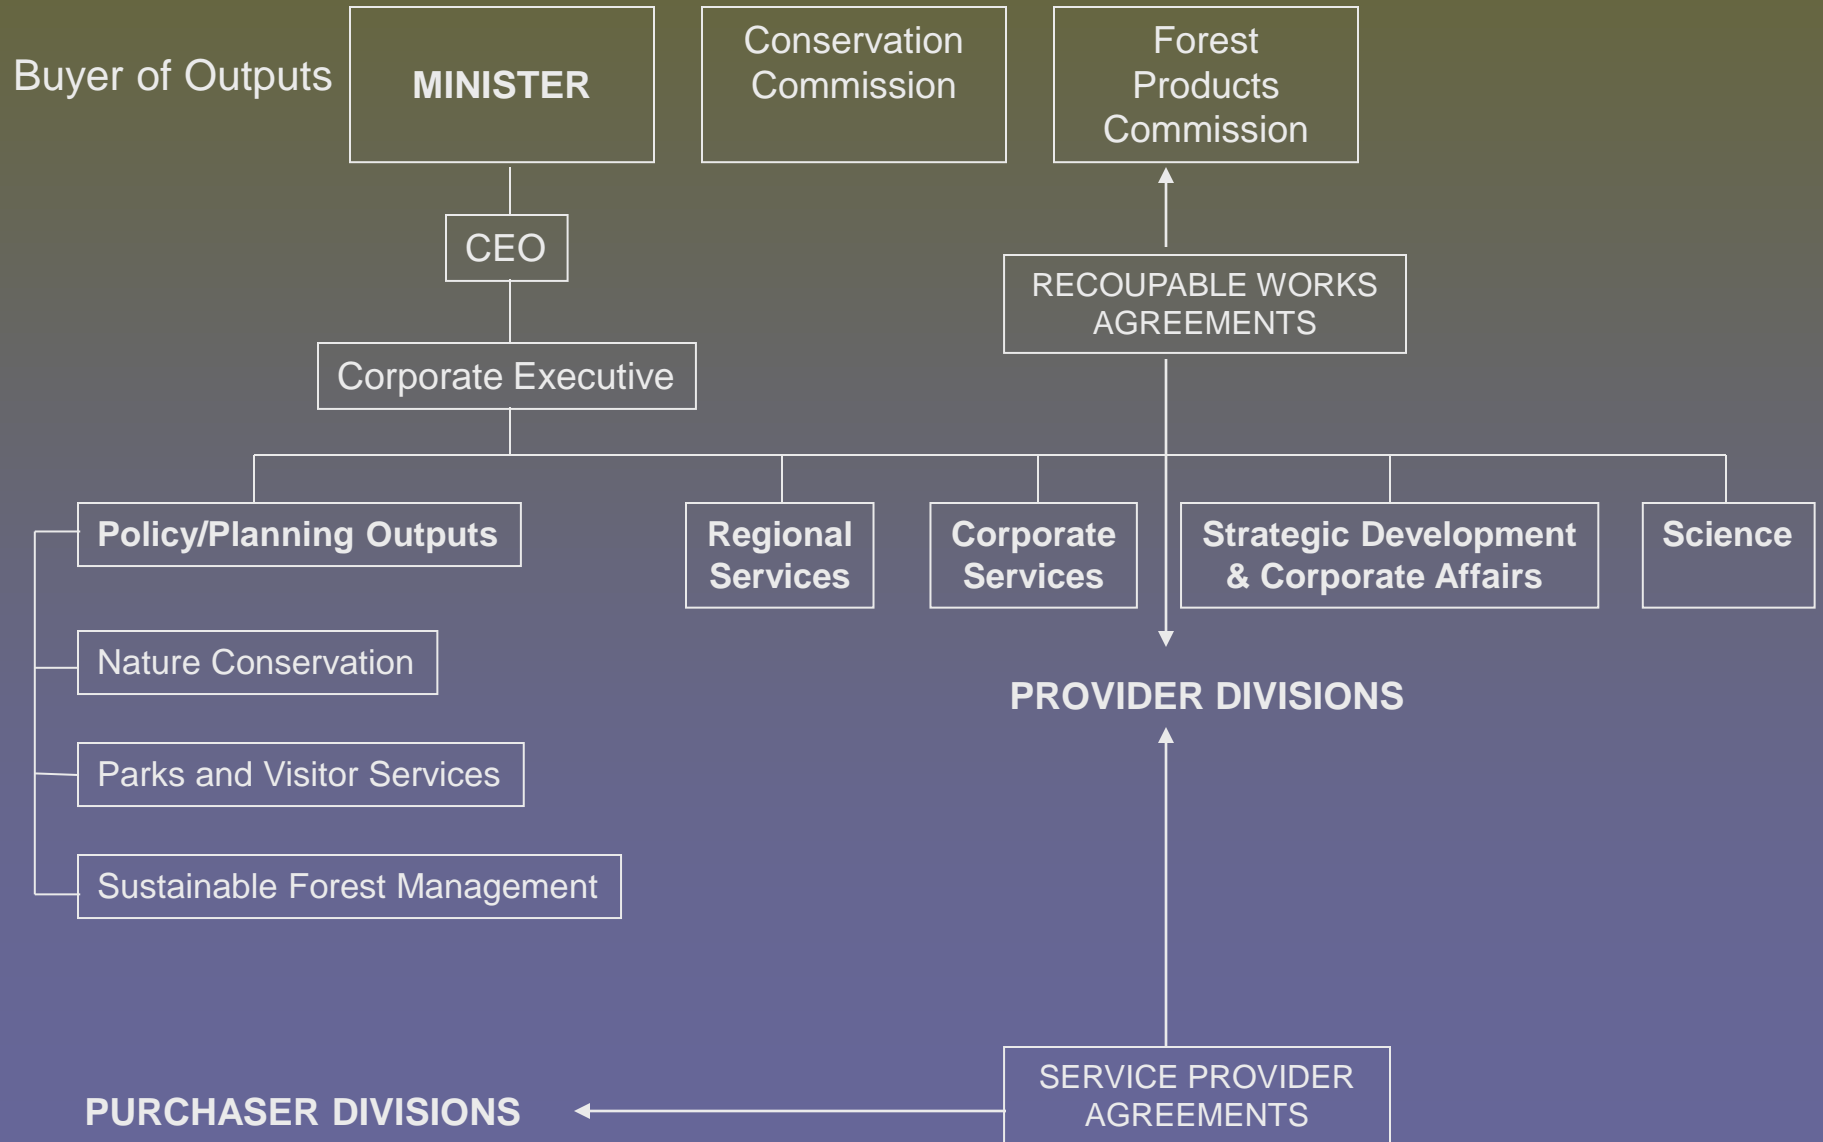 Buyer of Outputs
MINISTER
Conservation
Commission
Forest
Products
Commission
CEO
RECOUPABLE WORKS
AGREEMENTS
Corporate Executive
Policy/Planning Outputs
Regional
Services
Corporate
Services
Strategic Development
& Corporate Affairs
Science
Nature Conservation
Parks and Visitor Services
Sustainable Forest Management
PROVIDER DIVISIONS
SERVICE PROVIDER
AGREEMENTS
PURCHASER DIVISIONS